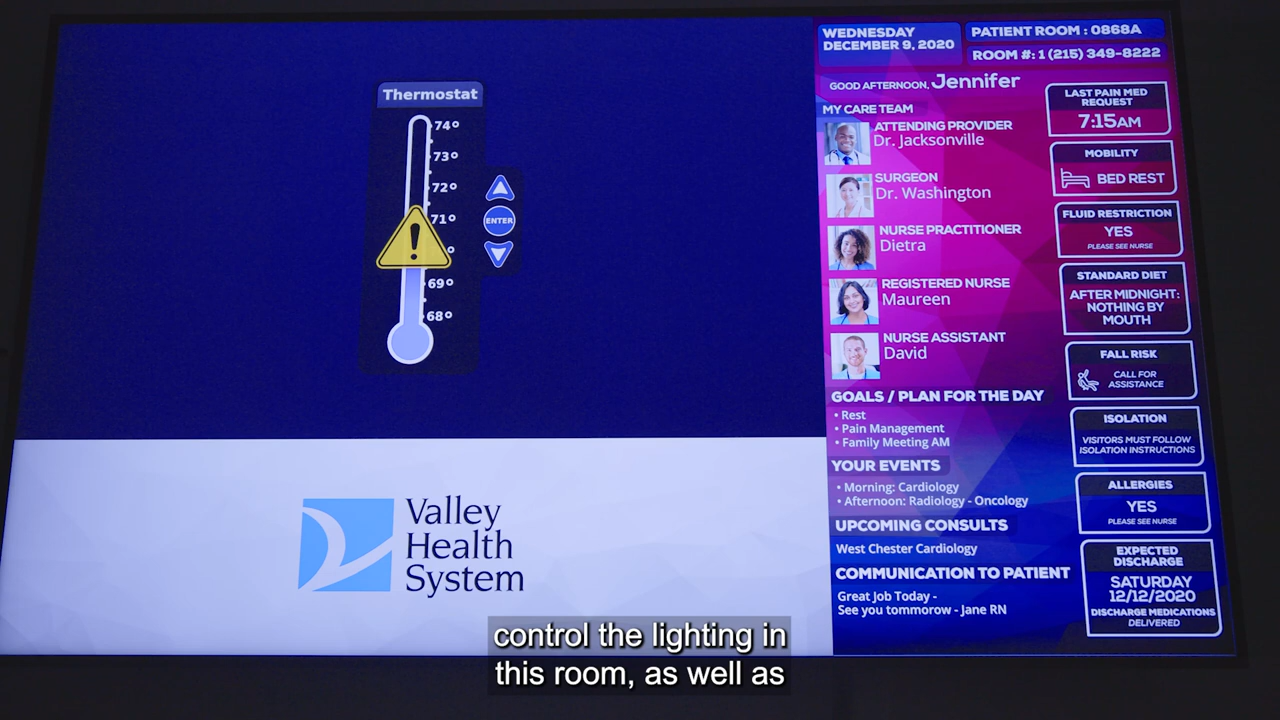 Thermostat
74°
73°
72°
71°
°
69°
68°
ENTER
Valley
Health
System
WEDNESDAY
DECEMBER 9, 2020
PATIENT ROOM : 0868A
ROOM #: 1 (215) 349-8222
GOOD AFTERNOON, Jennifer
MY CARE TEAM
ATTENDING PROVIDER
Dr. Jacksonville
SURGEON
Dr. Washington
NURSE PRACTITIONER
Dietra
REGISTERED NURSE
Maureen
NURSE ASSISTANT
David
GOALS / PLAN FOR THE DAY
• Rest
• Pain Management
• Family Meeting AM
YOUR EVENTS
• Morning: Cardiology
• Afternoon: Radiology - Oncology
UPCOMING CONSULTS
West Chester Cardiology
COMMUNICATION TO PATIENT
Great Job Today -
See you tommorow - Jane RN
LAST PAIN MED
REQUEST
7:15AM
MOBILITY
BED REST
FLUID RESTRICTION
YES
PLEASE SEE NURSE
STANDARD DIET
AFTER MIDNIGHT:
NOTHING BY
MOUTH
FALL RISK
CALL FOR
ASSISTANCE
ISOLATION
VISITORS MUST FOLLOW
ISOLATION INSTRUCTIONS
ALLERGIES
YES
PLEASE SEE NURSE
EXPECTED
DISCHARGE
SATURDAY
12/12/2020
DISCHARGE MEDICATIONS
DELIVERED
control the lighting in
this room, as well as